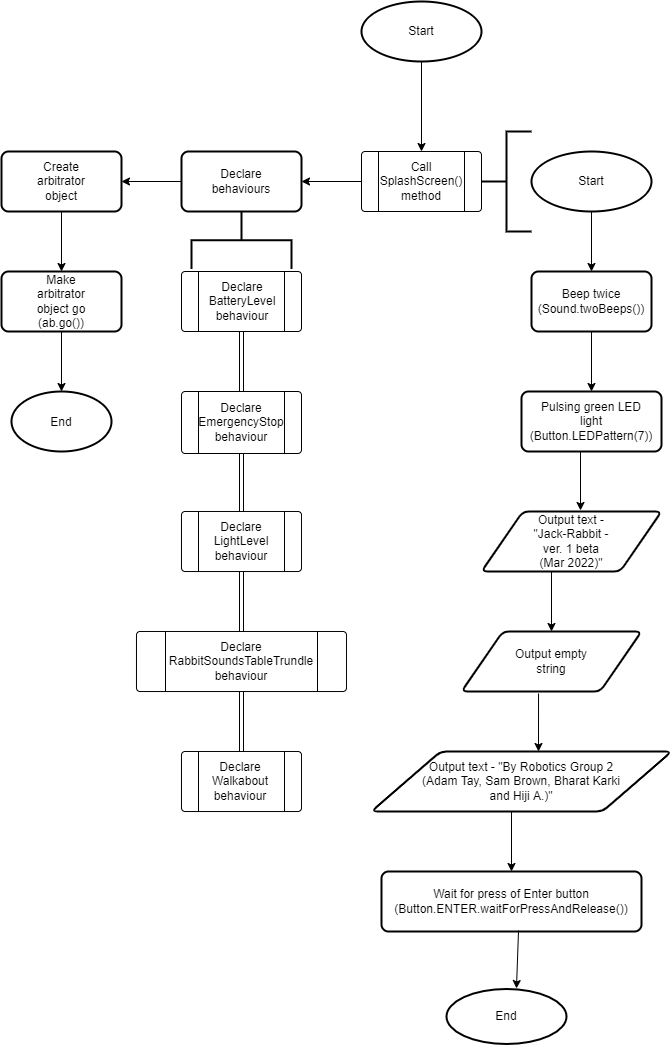 Start
Create
arbitrator
object
Declare
behaviours
Call
SplashScreen()
method
Start
Make
arbitrator
object go
(ab.go())
Declare
BatteryLevel
behaviour
Beep twice
(Sound.twoBeeps())
End
Declare
EmergencyStop
behaviour
Pulsing green LED
light
(Button.LEDPattern(7))
Declare
LightLevel
behaviour
Output text -
"Jack-Rabbit -
ver. 1 beta
(Mar 2022)"
Declare
RabbitSoundsTableTrundle
behaviour
Output empty
string
Declare
Walkabout
behaviour
Output text - "By Robotics Group 2
(Adam Tay, Sam Brown, Bharat Karki
and Hiji A.)"
Wait for press of Enter button
(Button.ENTER.waitForPressAndRelease())
End